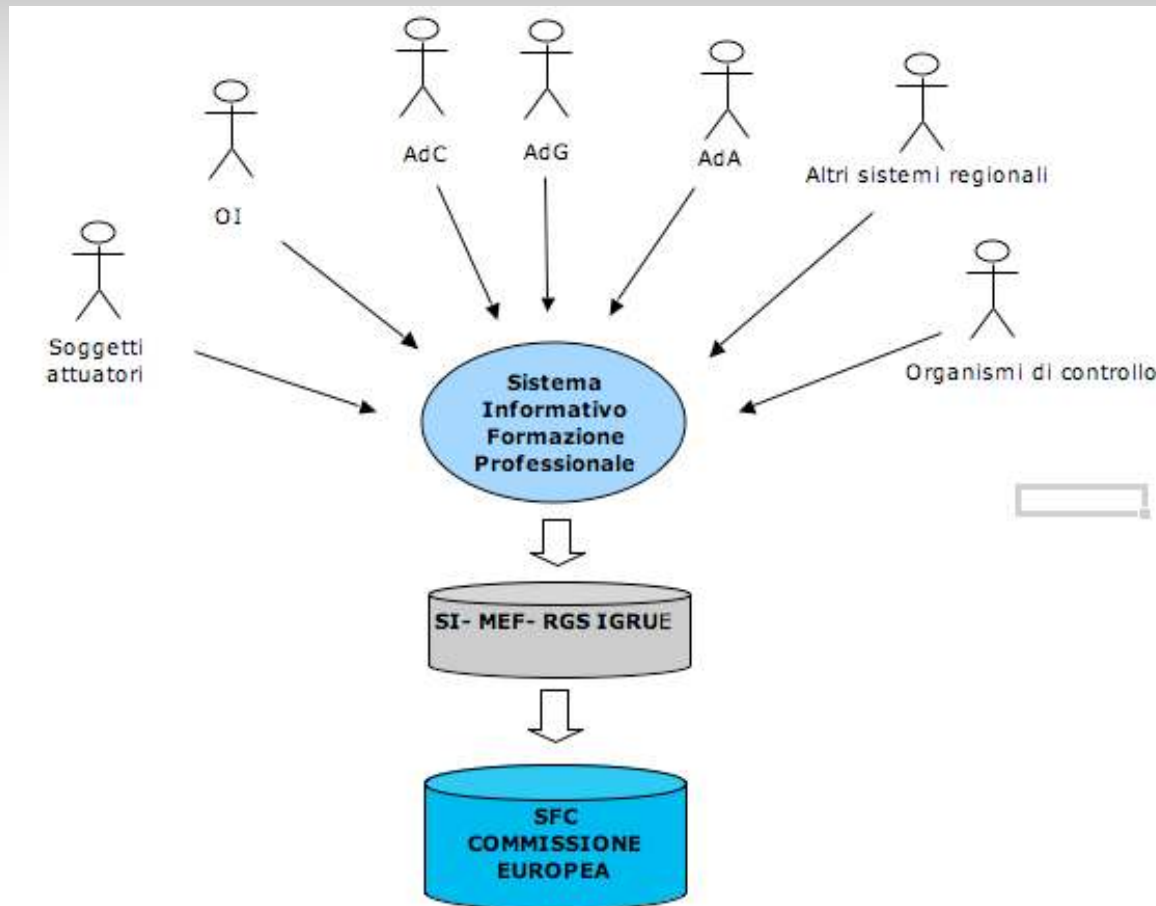 AdC
AdG
AdA
Altri sistemi regionali
OI
Soggetti
attuatori
Organismi di controllo
Sistema
Informativo
Formazione
Professionale
SI- MEF- RGS IGRUE
SFC
COMMISSIONE
EUROPEA